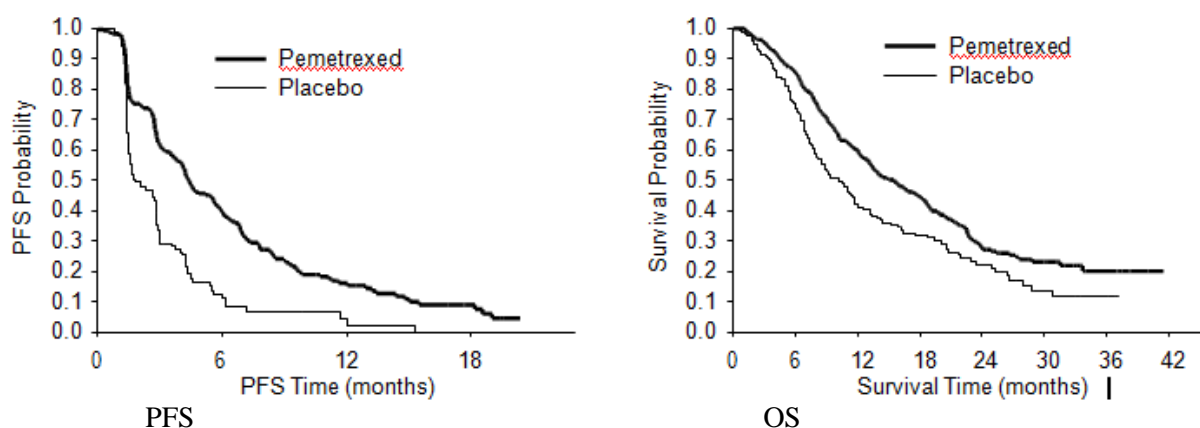 PFS Probability
1.0
0.9
0.8
0.7
0.6
0.5
0.4
0.3
0.2
0.1
0.0
Pemetrexed
Placebo
0 6 12 18
PFS Time (months)
PFS
Survival Probability
1.0
0.9
0.8
0.7
0.6
0.5
0.4
0.3
0.2
0.1
0.0
Pemetrexed
Placebo
0 6 12 18 24 30 36 42
Survival Time (months)
OS